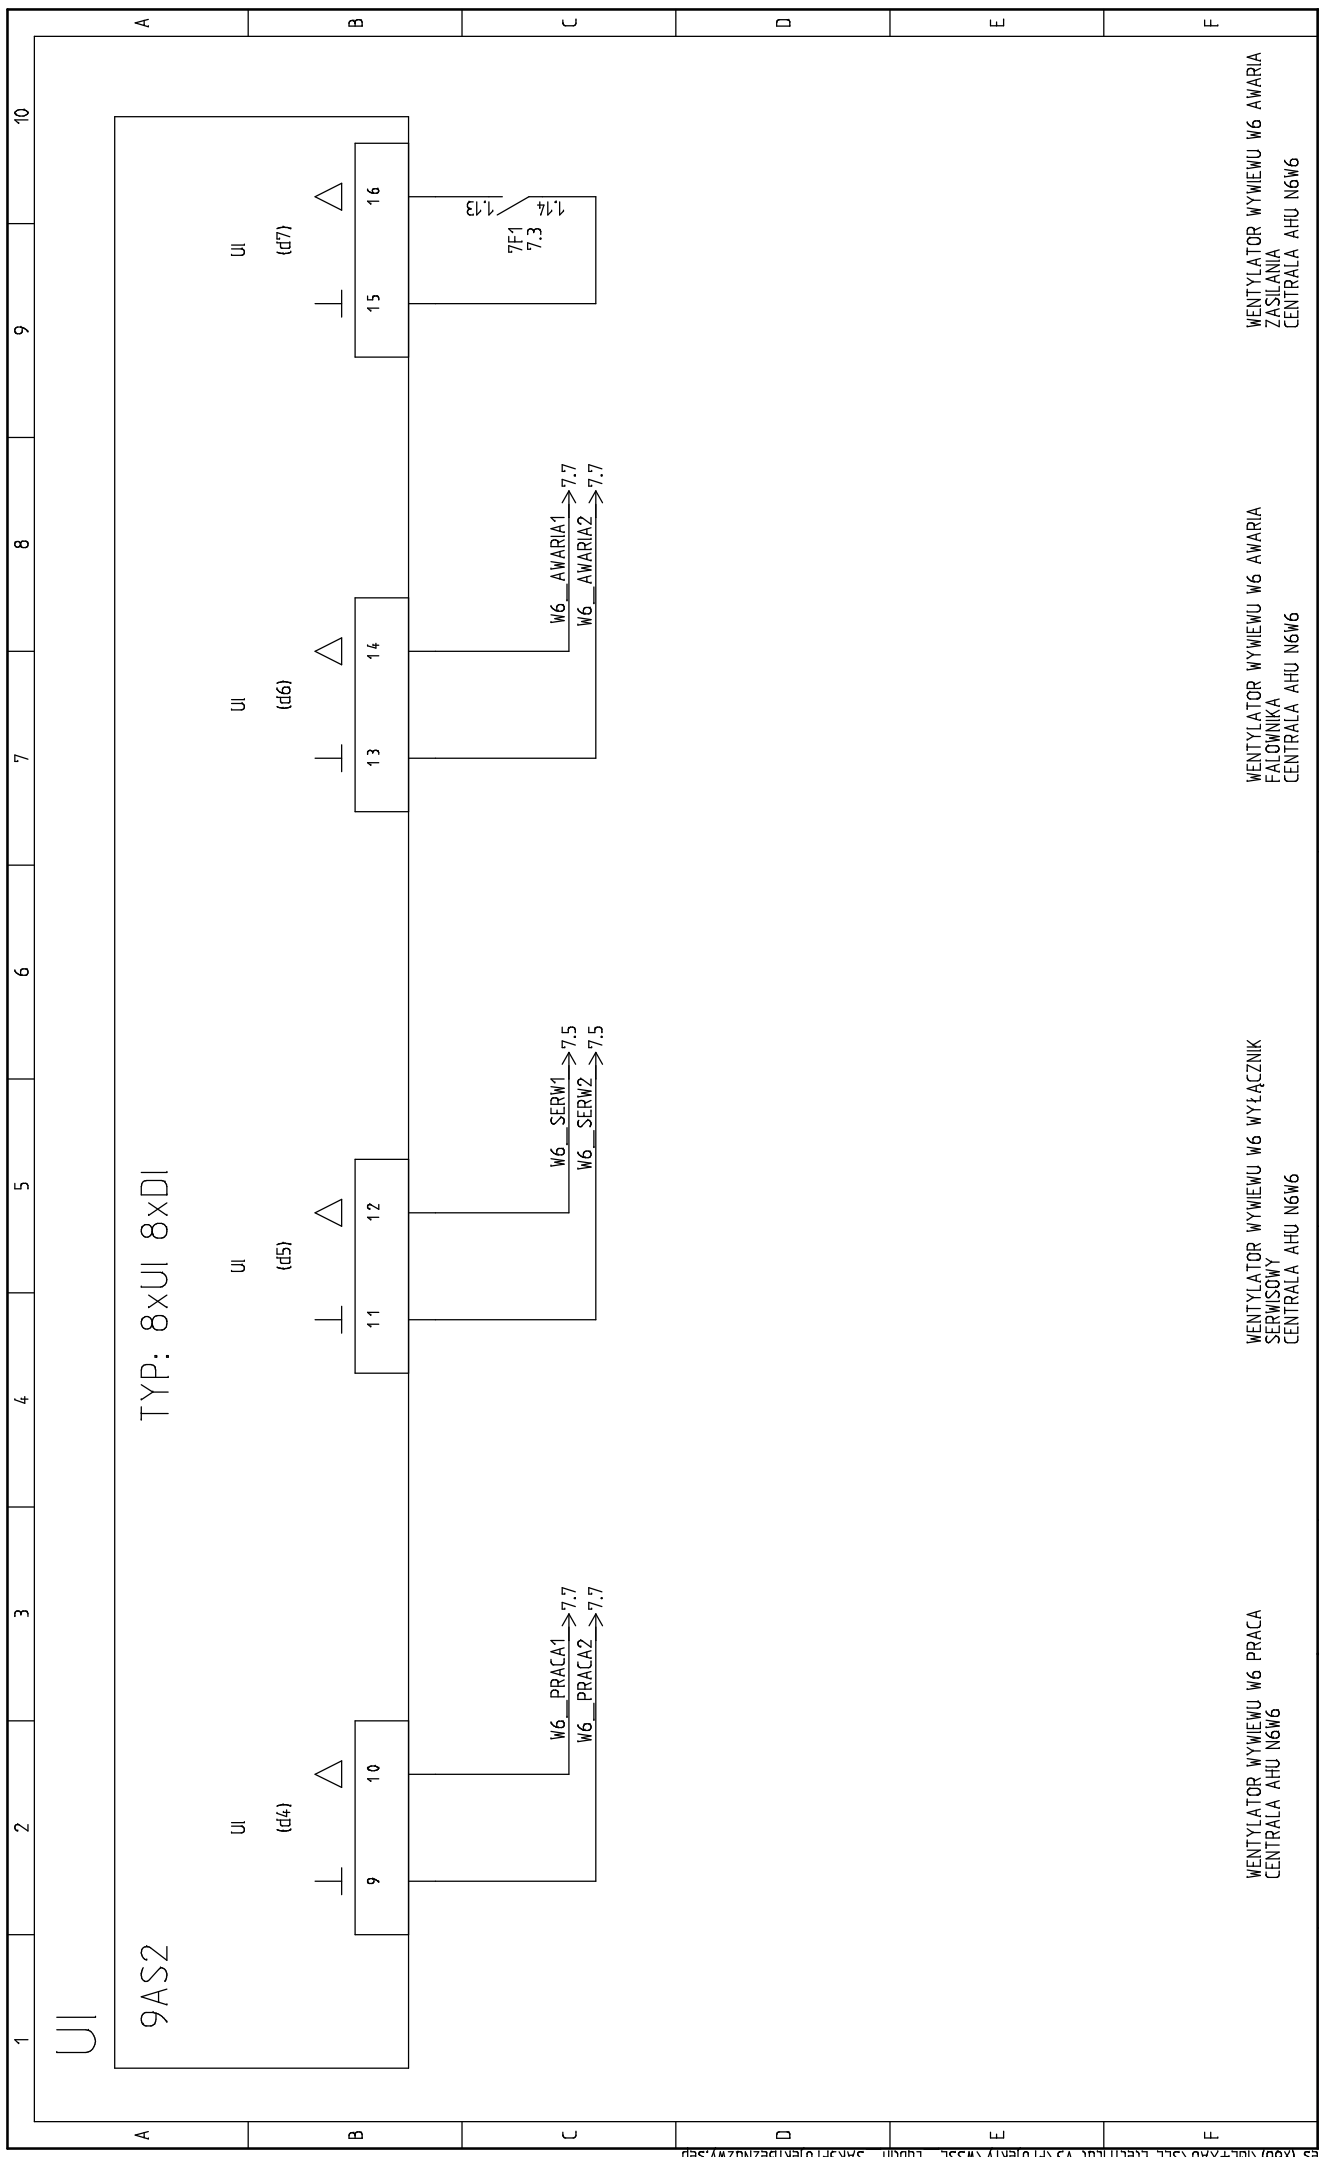 1 2 3 4 5 6 7 8 9 10
A
B
C
D
E
F
A
B
C
D
E
F
UI
9AS2
TYP: 8xUI 8xDI
UI
(d4)
9 10
W6_PRACA1 7.7
W6_PRACA2 7.7
WENTYLATOR WYWIEWU W6 PRACA
CENTRALA AHU N6W6
UI
(d5)
11 12
W6_SERW1 7.5
W6_SERW2 7.5
WENTYLATOR WYWIEWU W6 WYŁĄCZNIK
SERWISOWY
CENTRALA AHU N6W6
UI
(d6)
13 14
W6_AWARIA1 7.7
W6_AWARIA2 7.7
WENTYLATOR WYWIEWU W6 AWARIA
FALOWNIKA
CENTRALA AHU N6W6
UI
(d7)
15 16
1.13
1.14
7F1
7.3
WENTYLATOR WYWIEWU W6 AWARIA
ZASILANIA
CENTRALA AHU N6W6